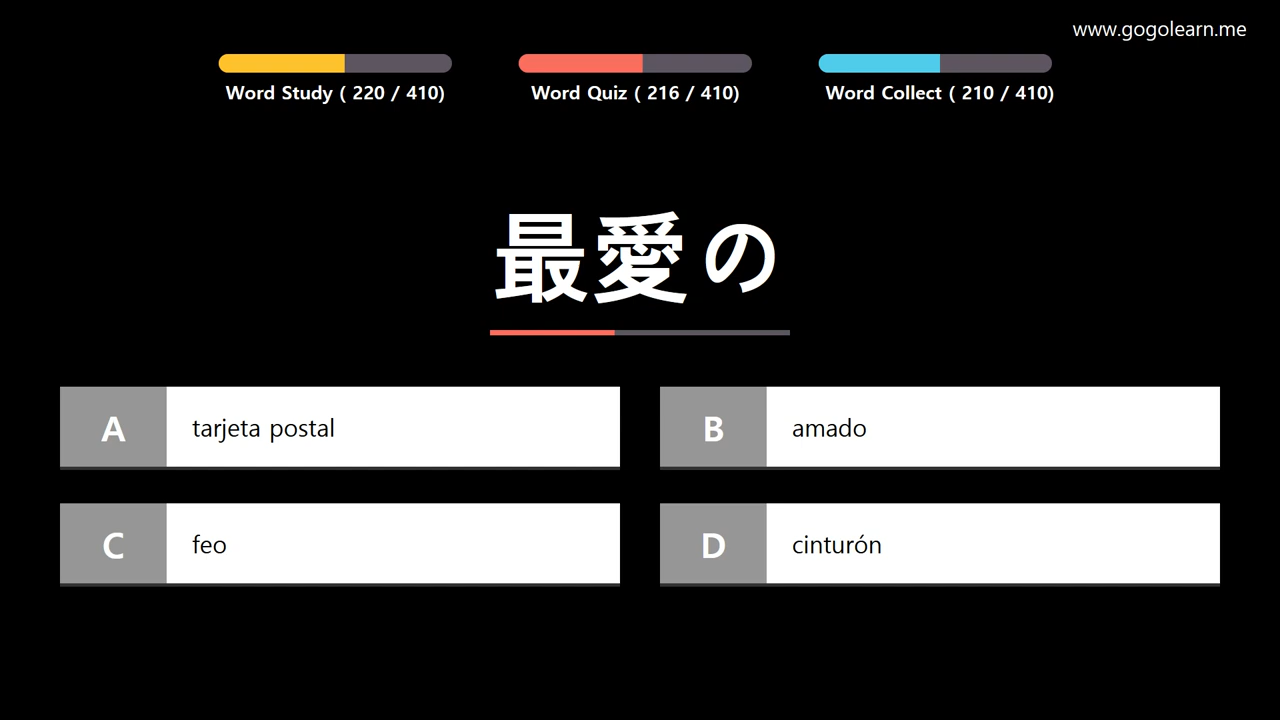 www.gogolearn.me
Word Study ( 220 / 410)
Word Quiz ( 216 / 410)
Word Collect ( 210 / 410)
最愛の
A tarjeta postal
B amado
C feo
D cinturón